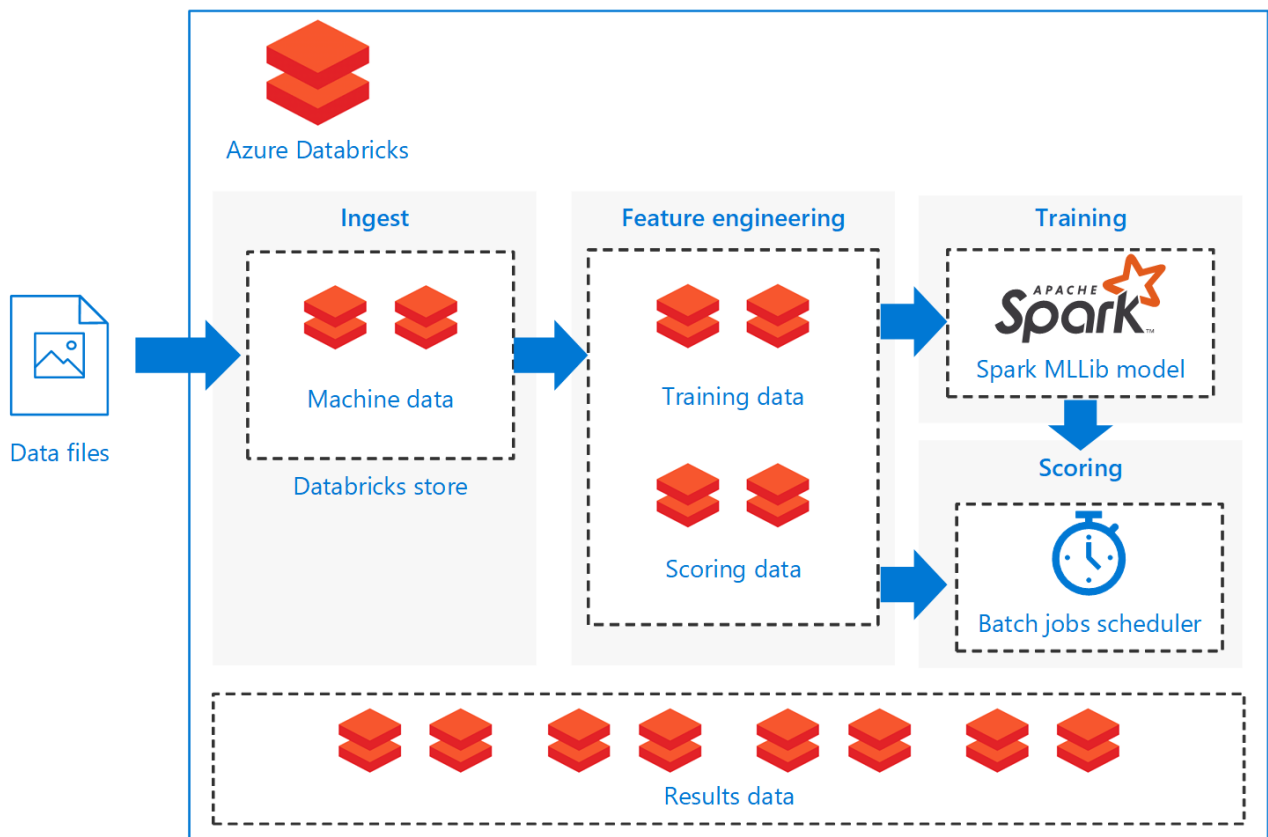 Azure Databricks
Ingest
Feature engineering
Training
Machine data
Databricks store
Training data
Scoring data
APACHE
Spark™
Spark MLLib model
Scoring
Batch jobs scheduler
Data files
Results data